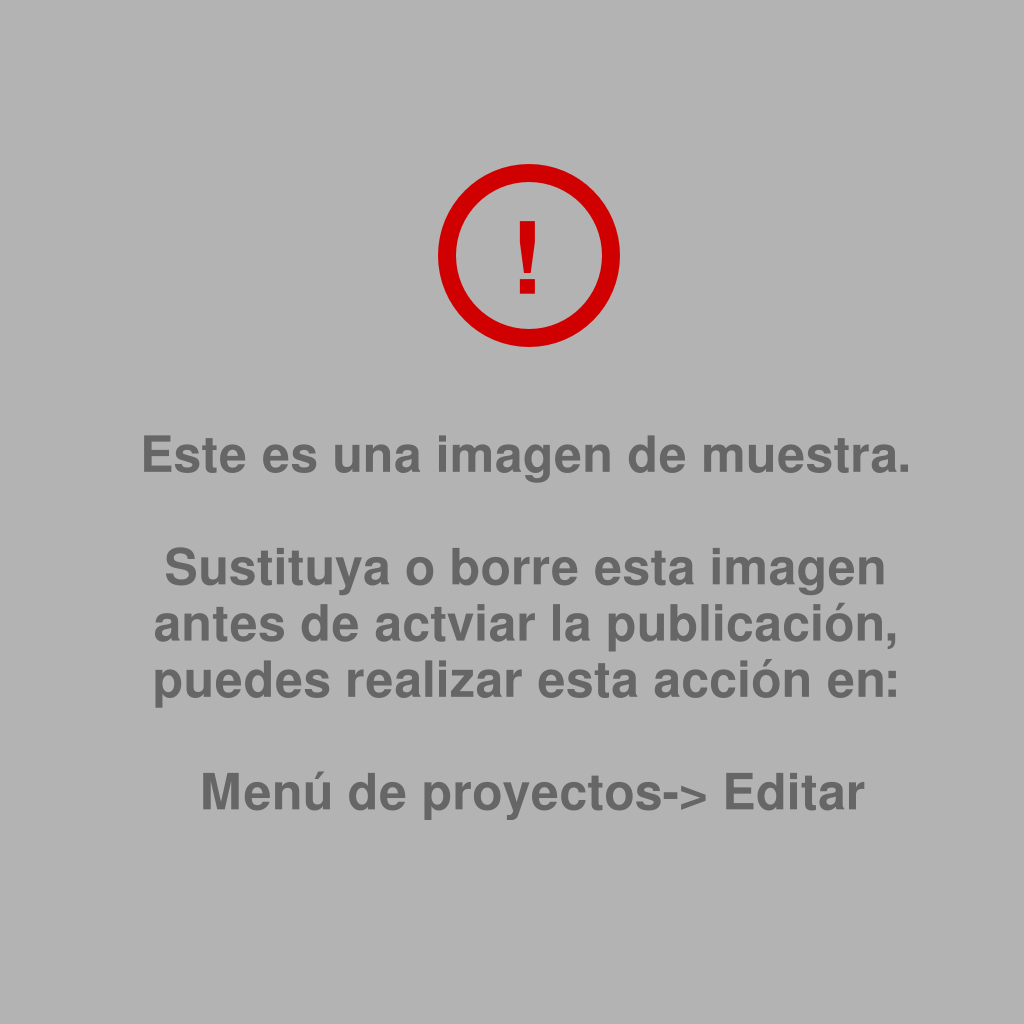 !
Este es una imagen de muestra.
Sustituya o borre esta imagen
antes de actviar la publicación,
puedes realizar esta acción en:
Menú de proyectos-> Editar